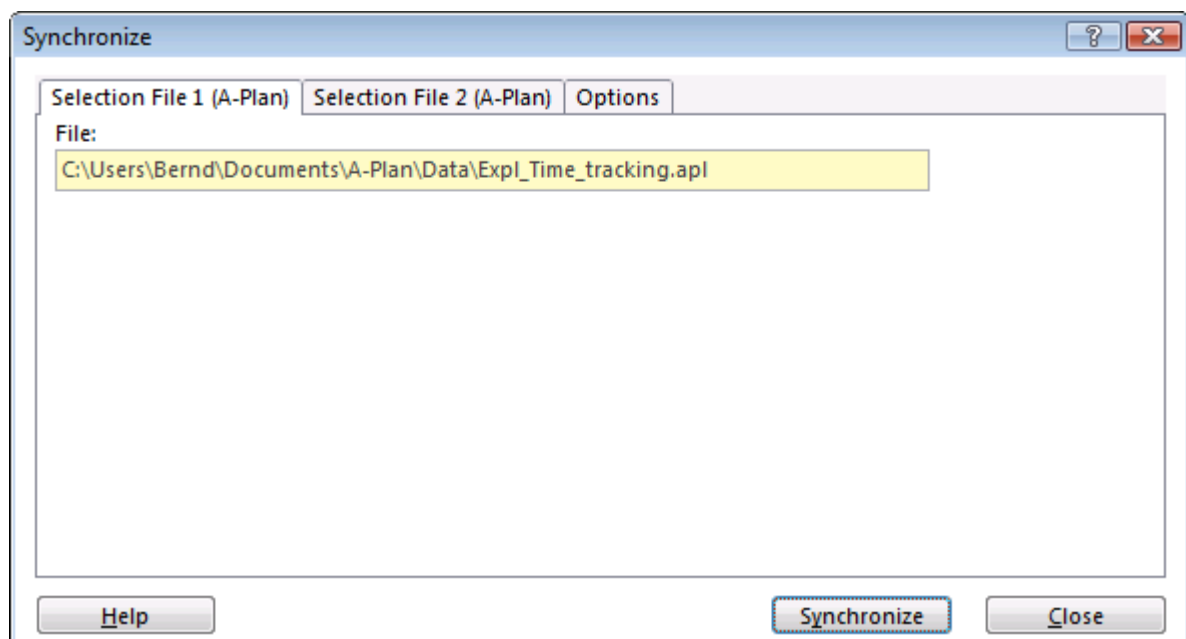 Synchronize
?
Selection File 1 (A-Plan) Selection File 2 (A-Plan) Options
File:
C:\Users\Bernd\Documents\A-Plan\Data\Expl_Time_tracking.apl
Help Synchronize Close